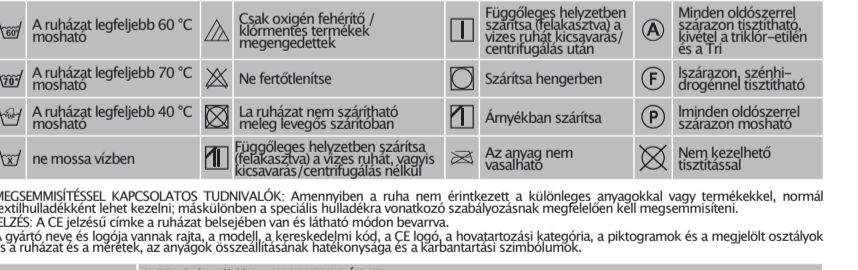 60° A ruházat legfeljebb 60 °C
mosható
Csak oxigén fehérítő /
klórmentes termékek
megengedettek
Függőleges helyzetben
szárítsa (felakasztva) a
vizes ruhát kicsavarás/
centrifugálás után
A Minden oldószerrel
szárazon tisztítható,
kivétel a triklór-etilén
és a Tri
70° A ruházat legfeljebb 70 °C
mosható
Ne fertőtlenítse
Szárítsa hengerben
F Iszárazon, szénhi-
drogénnel tisztítható
A ruházat legfeljebb 40 °C
mosható
La ruházat nem szárítható
meleg levegős szárítóban
Árnyékban szárítsa
P Iminden oldószerrel
szárazon mosható
ne mossa vízben
Függőleges helyzetben szárítsa
(felakasztva) a vizes ruhát, vagyis
kicsavarás/centrifugálás nélkül
Az anyag nem
vasalható
Nem kezelhető
tisztítással
MEGSEMMISÍTÉSSEL KAPCSOLATOS TUDNIVALÓK: Amennyiben a ruha nem érintkezett a különleges anyagokkal vagy termékekkel, normál
textilhulladékként lehet kezelni; máskülönben a speciális hulladékra vonatkozó szabályozásnak megfelelően kell megsemmisíteni.
JELZÉS: A CE jelzésű címke a ruházat belsejében van és látható módon bevarrva.
A gyártó neve és logója vannak rajta, a modell, a kereskedelmi kód, a CE logó, a hovatartozási kategória, a piktogramok és a megjelölt osztályok
és a ruházat és a méretek, az anyagok összeállításának hatékonysága és a karbantartási szimbólumok.